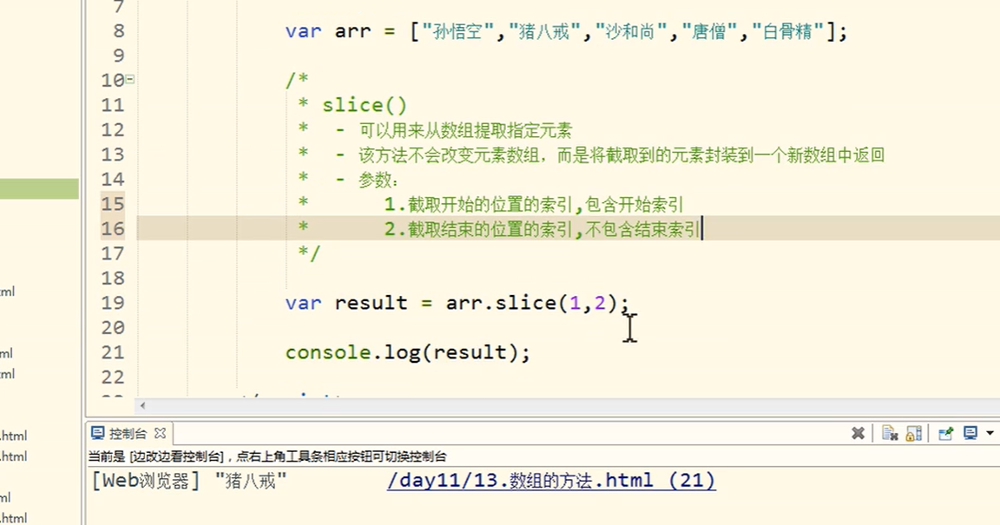 7
8 var arr = ["孙悟空","猪八戒","沙和尚","唐僧","白骨精"];
9
10 /*
11 * slice()
12 * - 可以用来从数组提取指定元素
13 * - 该方法不会改变元素数组，而是将截取到的元素封装到一个新数组中返回
14 * - 参数：
15 * 1.截取开始的位置的索引,包含开始索引
16 * 2.截取结束的位置的索引,不包含结束索引
17 */
18
19 var result = arr.slice(1,2);
20
21 console.log(result);
22
ml
ml
ml
.html
.html
ml
.html
控制台
当前是 [边改边看控制台]，点右上角工具条相应按钮可切换控制台
[Web浏览器] "猪八戒" /day11/13.数组的方法.html (21)